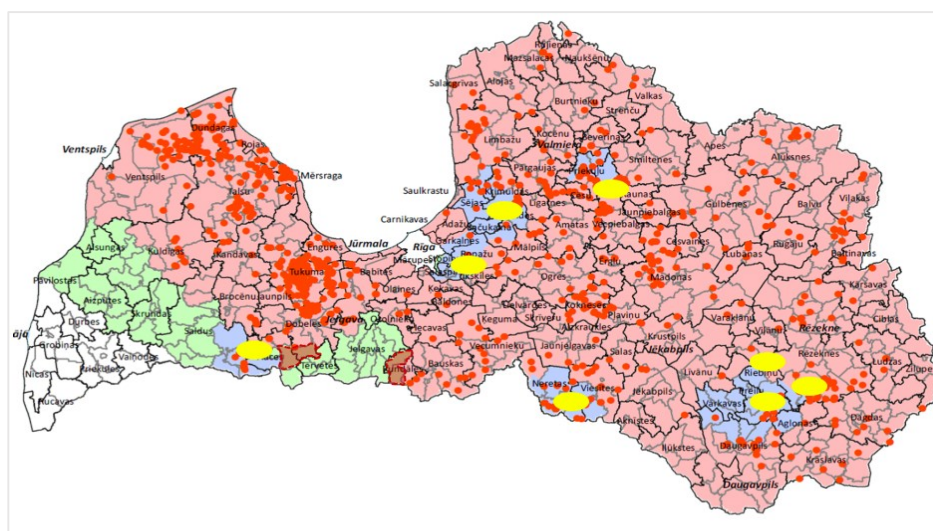 Rūjienas
Mazsalacas
Naukšēnu
Salacgrīvas
Alojas
Valkas
Burtnieku
Strenču
Dundagas
Kocēnu
Limbažu
Valmiera
Beverīnas
Rojas
Ventspils
Smiltenes
Apes
Alūksnes
Pārgaujas
Priekuļu
Mērsraga
Ventspils
Talsu
Saulkrastu
Krimuldas
Sējas
Līgatnes
Cēsu
Raunas
Gulbenes
Balvu
Viļakas
Jaunpiebalgas
Carnikavas
Ādažu
Amatas
Vecpiebalgas
Alsungas
Kuldīgas
Kandavas
Engures
Jūrmala
Rīga
Garkalnes
Mālpils
Cesvaines
Rugāju
Baltinavas
Mārupes
Ropažu
Lubānas
Ērgļu
Tukuma
Babītes
Ikšķiles
Ogres
Madonas
Pāvilostas
Olaines
Ķekavas
Kārsavas
Aizputes
Brocēnu
Jaunpils
Baldones
Lielvārdes
Kokneses
Skrundas
Jelgava
Ozolnieku
Ķeguma
Skrīveru
Pļaviņu
Varakļānu
Ciblas
Durbes
Saldus
Dobeles
Iecavas
Aizkraukles
Krustpils
Viļānu
Rēzekne
Grobiņas
Vaiņodes
Jelgavas
Vecumnieku
Jaunjelgavas
Jēkabpils
Rēzeknes
Priekules
Tērvetes
Bauskas
Salas
Līvānu
Riebiņu
Ludzas
Zilupes
Nīcas
Rundāles
Neretas
Viesītes
Jēkabpils
Preiļu
Rucavas
Vārkavas
Aknīstes
Aglonas
Dagdas
Ilūkstes
Daugavpils
Krāslavas
Daugavpils